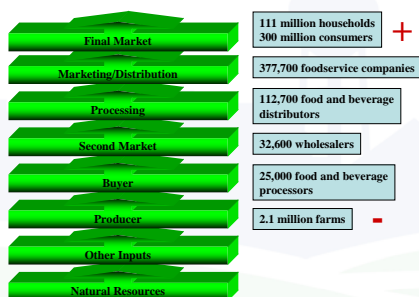 Final Market
111 million households
300 million consumers
+
Marketing/Distribution
377,700 foodservice companies
Processing
112,700 food and beverage
distributors
Second Market
32,600 wholesalers
Buyer
25,000 food and beverage
processors
Producer
2.1 million farms
-
Other Inputs
Natural Resources